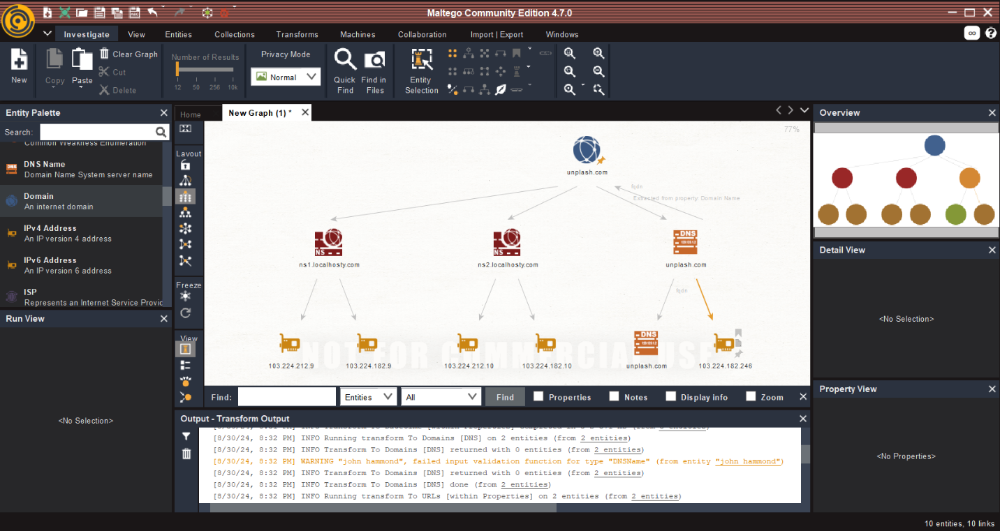 Maltego Community Edition 4.7.0
Investigate View Entities Collections Transforms Machines Collaboration Import | Export Windows
New
Copy
Paste
Clear Graph
Cut
Delete
Number of Results
12 50 256 10k
Privacy Mode
Normal
Quick
Find
Find in
Files
Entity
Selection
Entity Palette
Search:
Common Weakness Enumeration
DNS Name
Domain Name System server name
Domain
An internet domain
IPv4 Address
An IP version 4 address
IPv6 Address
An IP version 6 address
ISP
Represents an Internet Service Provid
Run View
<No Selection>
Home
New Graph (1) *
Layout
Freeze
View
77%
unplash.com
fqdn
Extracted from property: Domain Name
NS
ns1.localhosty.com
NS
ns2.localhosty.com
DNS
unplash.com
fqdn
NOT FOR COMMERCIAL USE
103.224.212.9
103.224.182.9
103.224.212.10
103.224.182.10
DNS
unplash.com
103.224.182.246
Find:
Entities
All
Find
Properties
Notes
Display info
Zoom
Output - Transform Output
[8/30/24, 8:32 PM] INFO Running transform To Domains [DNS] on 2 entities (from 2 entities)
[8/30/24, 8:32 PM] INFO Transform To Domains [DNS] returned with 0 entities (from 2 entities)
[8/30/24, 8:32 PM] WARNING "john hammond", failed input validation function for type "DNSName" (from entity "john hammond")
[8/30/24, 8:32 PM] INFO Transform To Domains [DNS] returned with 0 entities (from 2 entities)
[8/30/24, 8:32 PM] INFO Transform To Domains [DNS] done (from 2 entities)
[8/30/24, 8:32 PM] INFO Running transform To URLs [within Properties] on 2 entities (from 2 entities)
Overview
Detail View
<No Selection>
Property View
<No Properties>
10 entities, 10 links